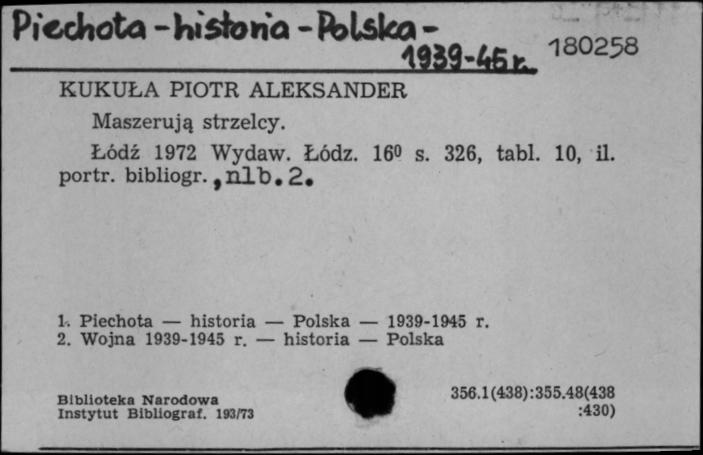 Piechota - historia - Polska -
1939-45 r. 180258
KUKUŁA PIOTR ALEKSANDER
Maszerują strzelcy.
Łódź 1972 Wydaw. Łódz. 16º s. 326, tabl. 10, il.
portr. bibliogr., nlb. 2.
1. Piechota — historia — Polska — 1939-1945 r.
2. Wojna 1939-1945 r. — historia — Polska
Biblioteka Narodowa
Instytut Bibliograf. 193/73
356.1(438):355.48(438
:430)